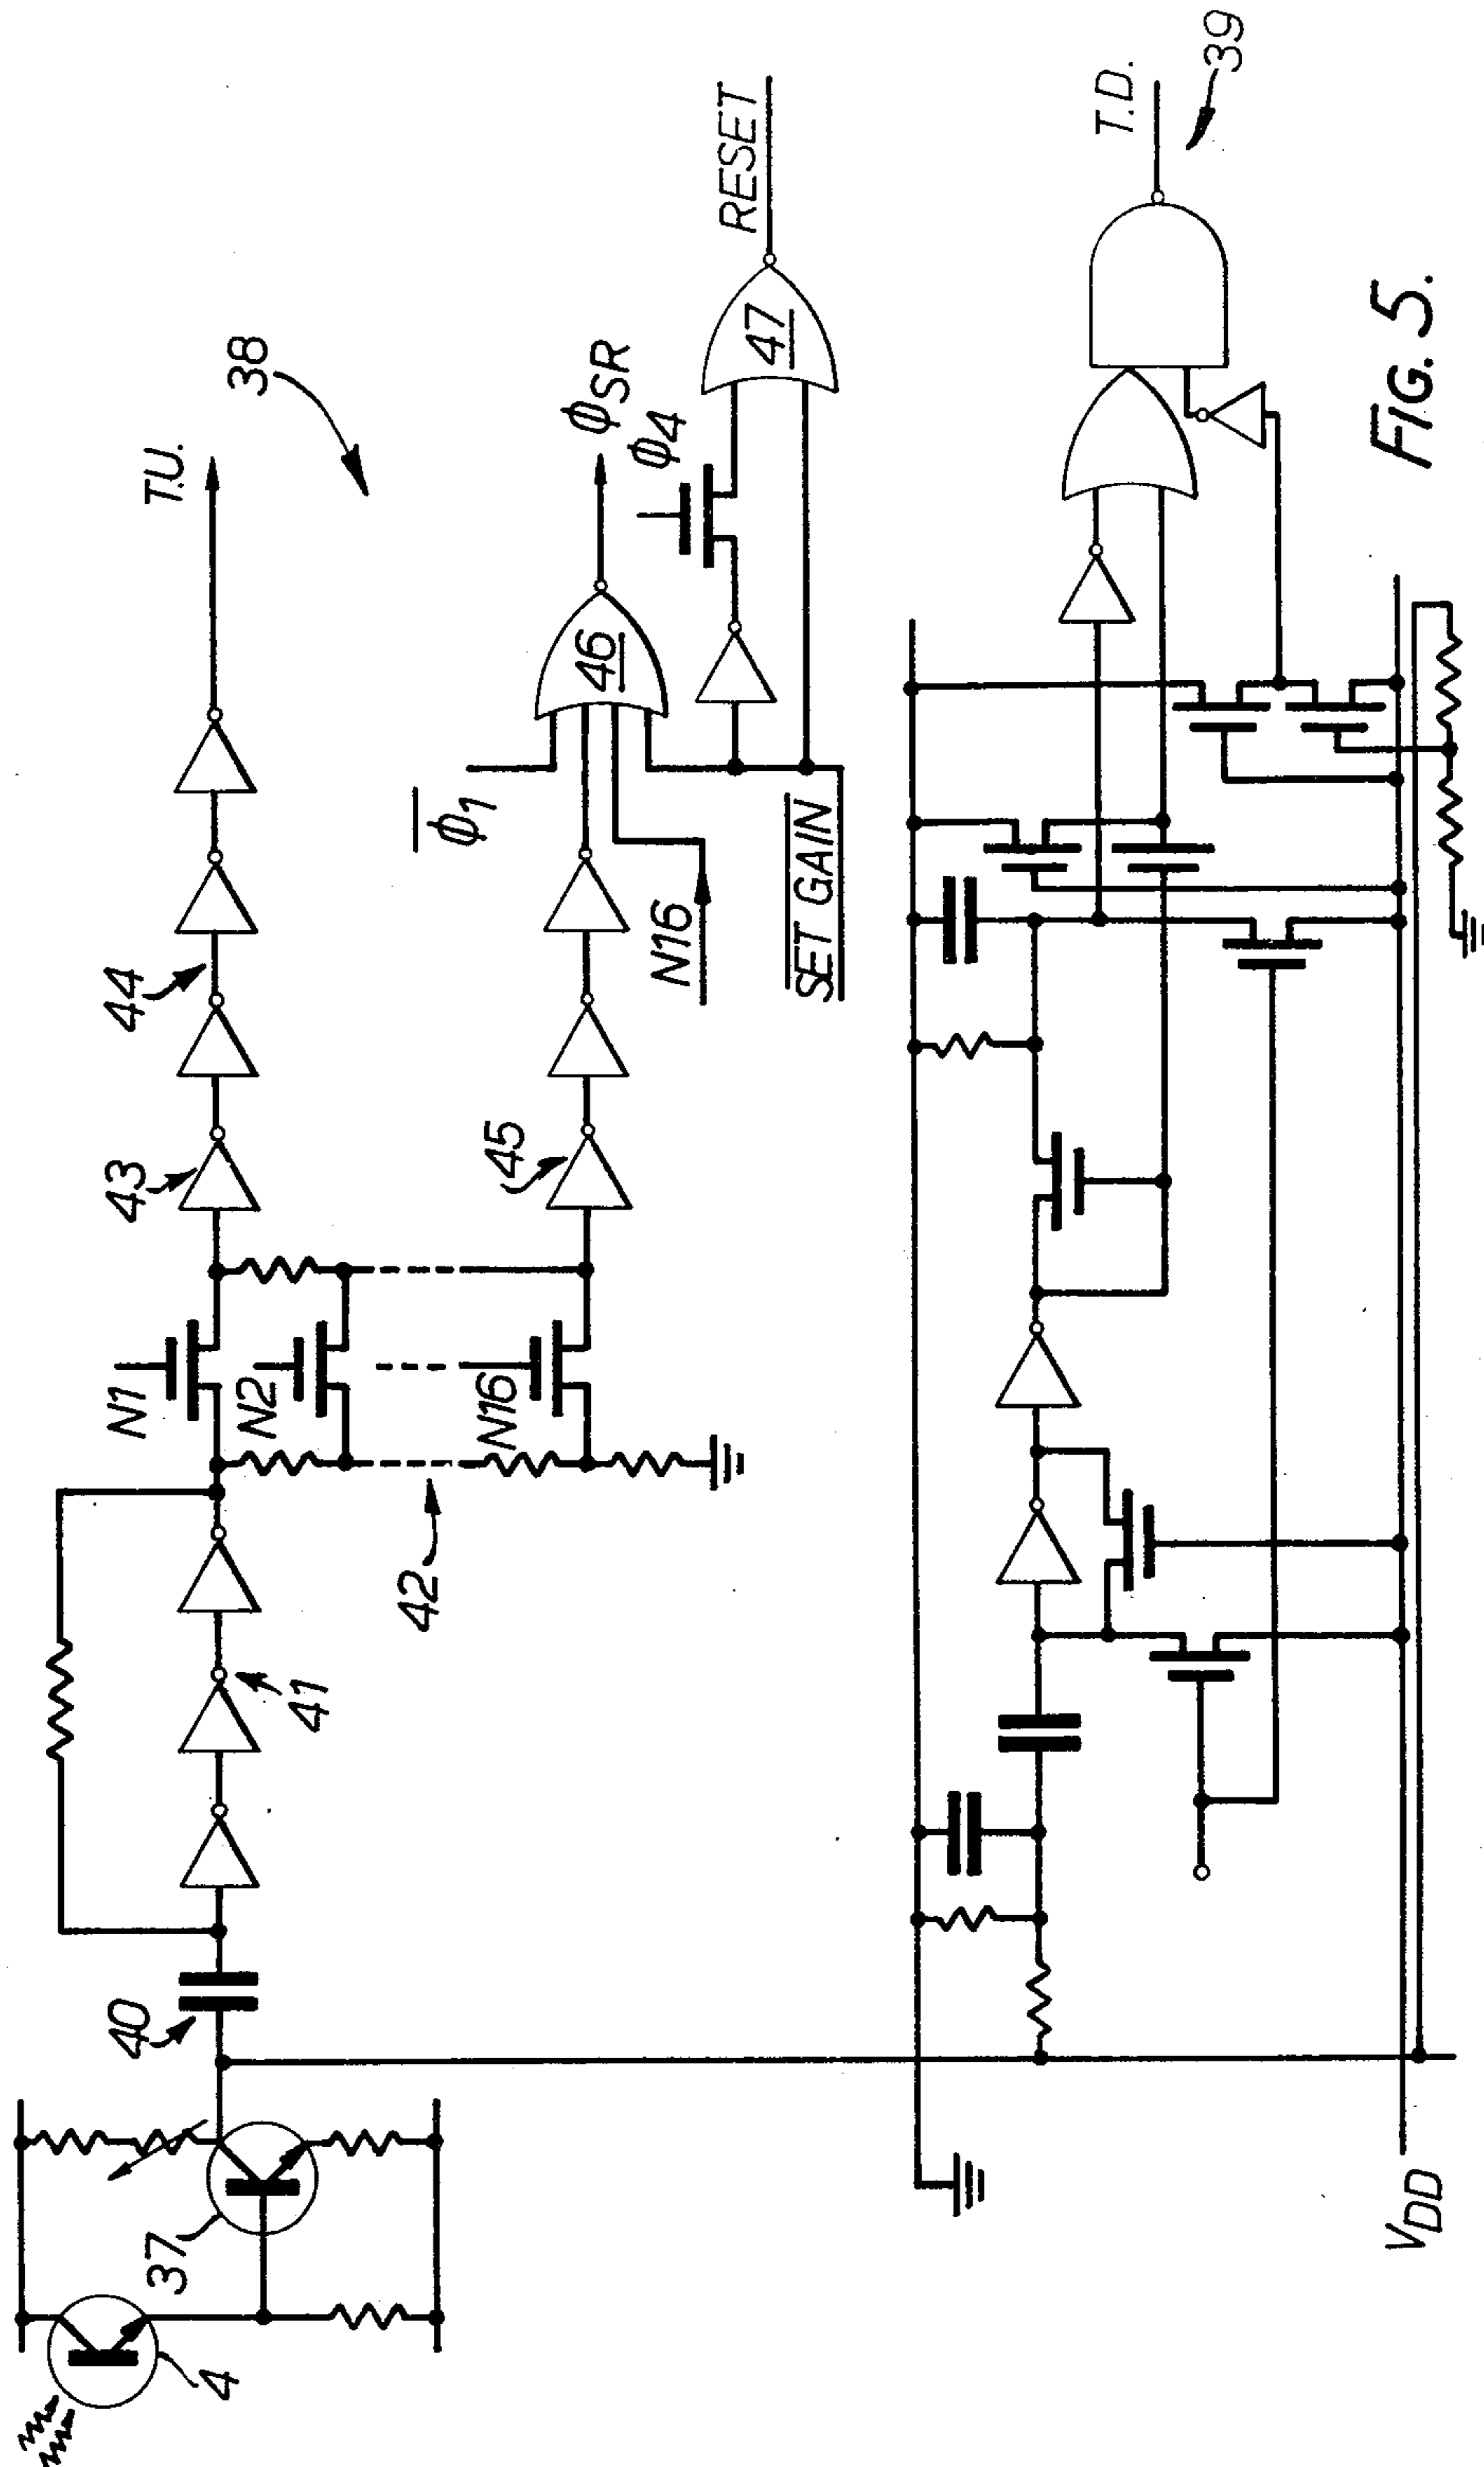 4
37
40
41
42
N1
N2
N16
43
44
T.U.
38
45
N16
φ̅1
46
φSR
SET GAIN
φ4
47
RESET
VDD
T.D.
39
FIG. 5.